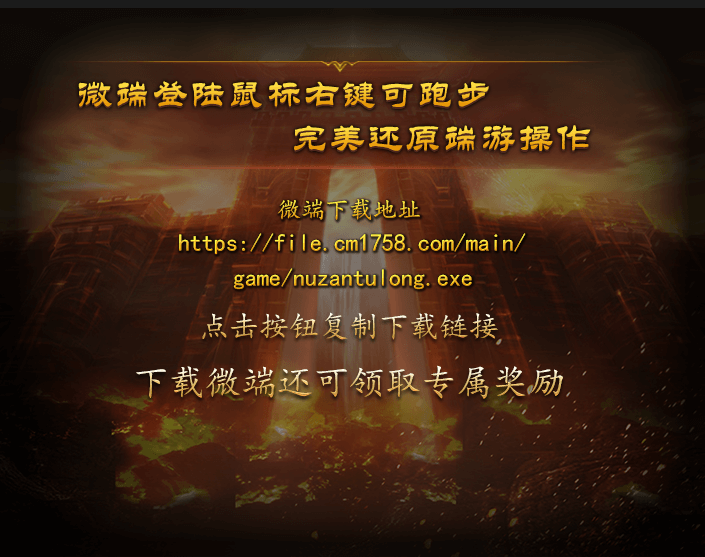 微端登陆鼠标右键可跑步
完美还原端游操作
微端下载地址
https://file.cm1758.com/main/
game/nuzantulong.exe
点击按钮复制下载链接
下载微端还可领取专属奖励